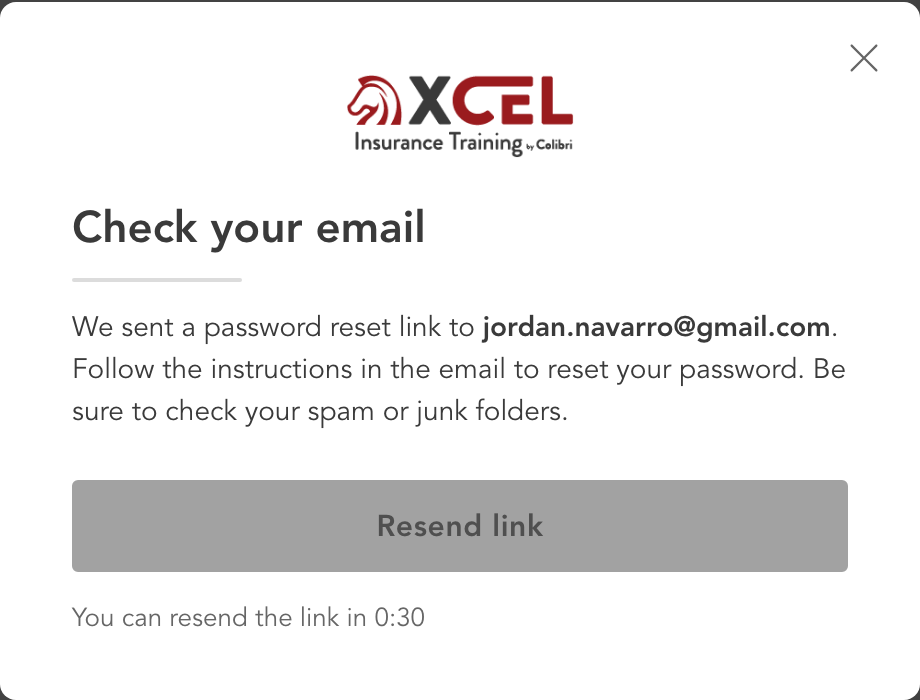 XCEL
Insurance Training by Colibri
Check your email
We sent a password reset link to jordan.navarro@gmail.com.
Follow the instructions in the email to reset your password. Be
sure to check your spam or junk folders.
Resend link
You can resend the link in 0:30